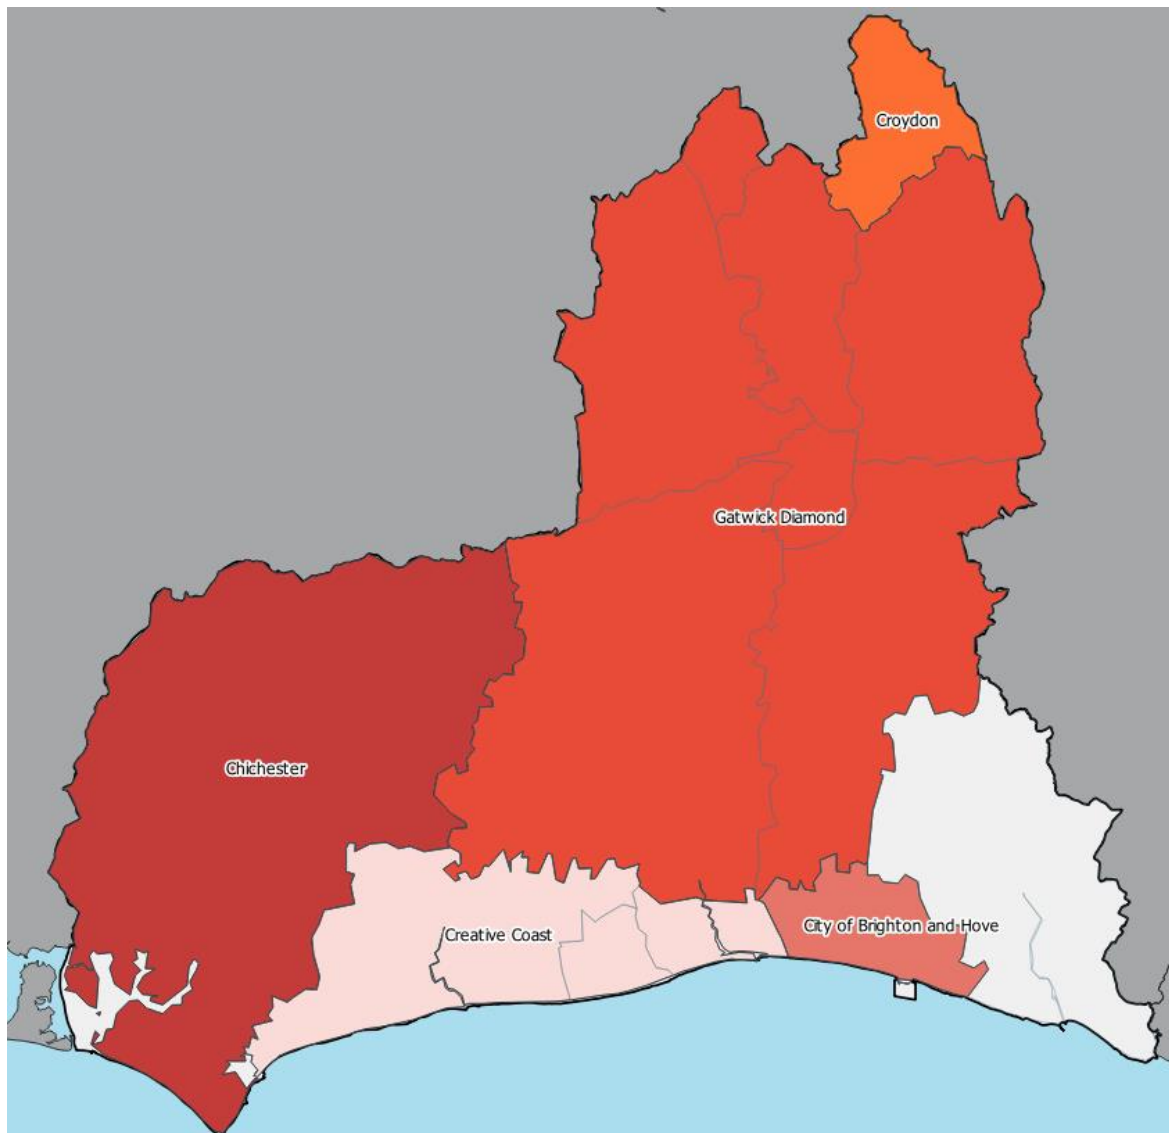 Croydon
Gatwick Diamond
Chichester
City of Brighton and Hove
Creative Coast